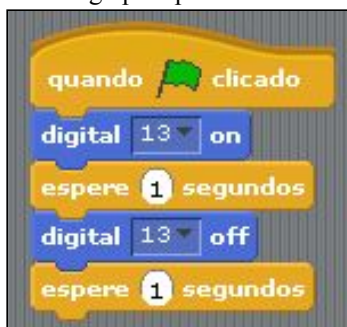 quando clicado
digital 13 on
espere 1 segundos
digital 13 off
espere 1 segundos